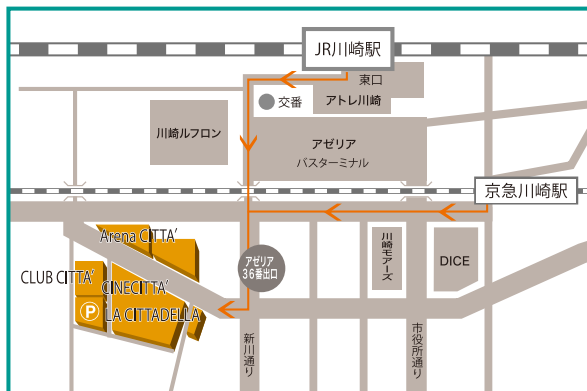 JR川崎駅
東口
アトレ川崎
交番
川崎ルフロン
アゼリア
バスターミナル
京急川崎駅
Arena CITTA'
アゼリア
36番出口
川崎モアーズ
DICE
CLUB CITTA'
CINECITTA'
P
LA CITTADELLA
新川通り
市役所通り